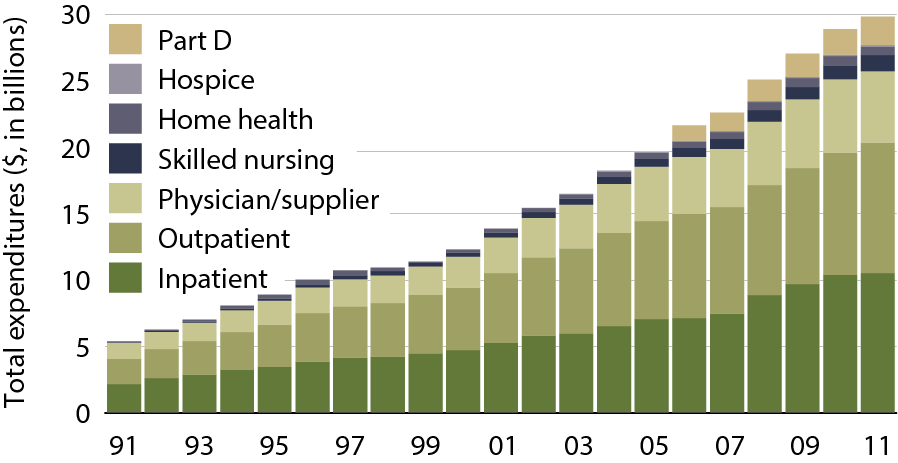 Total expenditures ($, in billions)
30
25
20
15
10
5
0
Part D
Hospice
Home health
Skilled nursing
Physician/supplier
Outpatient
Inpatient
91 93 95 97 99 01 03 05 07 09 11